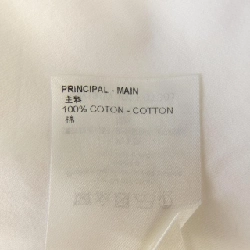 PRINCIPAL - MAIN
主料
100% COTON - COTTON
棉